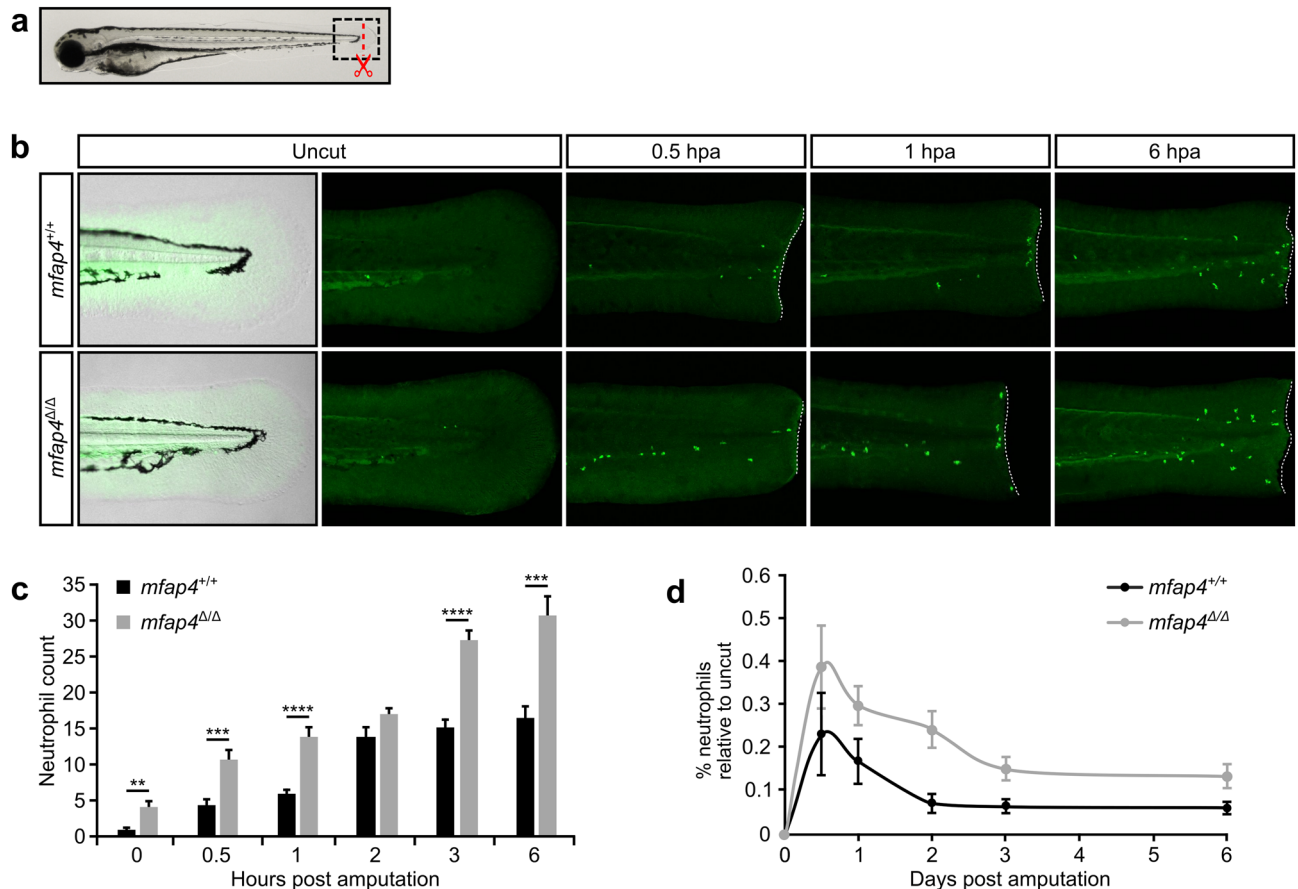 a
b
Uncut 0.5 hpa 1 hpa 6 hpa
mfap4+/+
mfap4Δ/Δ
c
mfap4+/+
mfap4Δ/Δ
Neutrophil count
35
30
25
20
15
10
5
0
** *** **** **** ***
0 0.5 1 2 3 6
Hours post amputation
d
mfap4+/+
mfap4Δ/Δ
% neutrophils
relative to uncut
0.6
0.5
0.4
0.3
0.2
0.1
0
0 1 2 3 4 5 6
Days post amputation